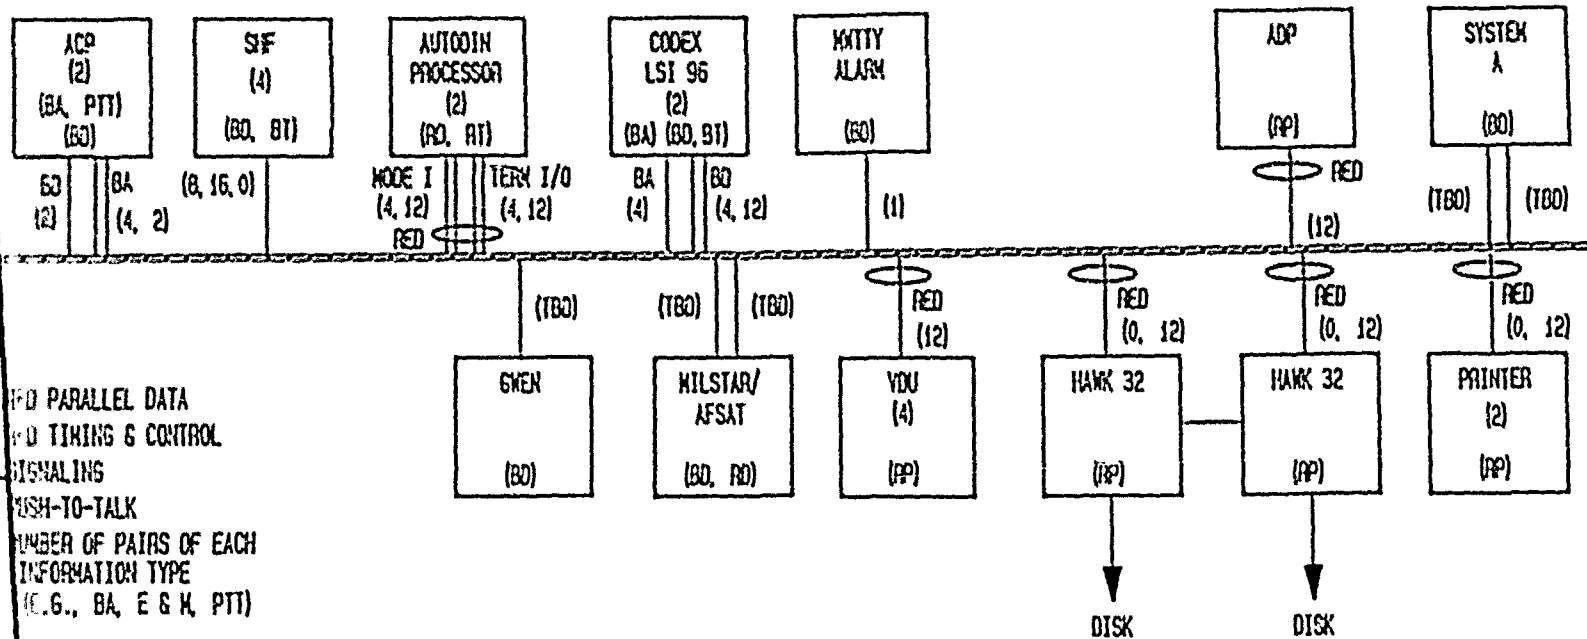 SHF
(4)
(BD, BT)
(8, 16, 0)
(2)
(BA, PTT)
(BD)
(2)
BA
(4, 2)
AUTODIN
PROCESSOR
(2)
(RD, RT)
MODE I
(4, 12)
RED
TERM I/O
(4, 12)
CODEX
LSI 96
(2)
(BA) (BD, BT)
BA
(4)
BD
(4, 12)
ALARM
(BD)
(1)
ADP
(RP)
RED
(12)
SYSTEM
A
(BD)
(TBD)
(TBD)
(TBD)
GWEN
(BD)
(TBD)
(TBD)
MILSTAR/
AFSAT
(BD, RD)
RED
(12)
VDU
(4)
(RP)
RED
(0, 12)
HAWK 32
(RP)
DISK
RED
(0, 12)
HAWK 32
(RP)
DISK
RED
(0, 12)
PRINTER
(2)
(RP)
PARALLEL DATA
TIMING & CONTROL
SIGNALING
PUSH-TO-TALK
NUMBER OF PAIRS OF EACH
INFORMATION TYPE
(E.G., BA, E & M, PTT)